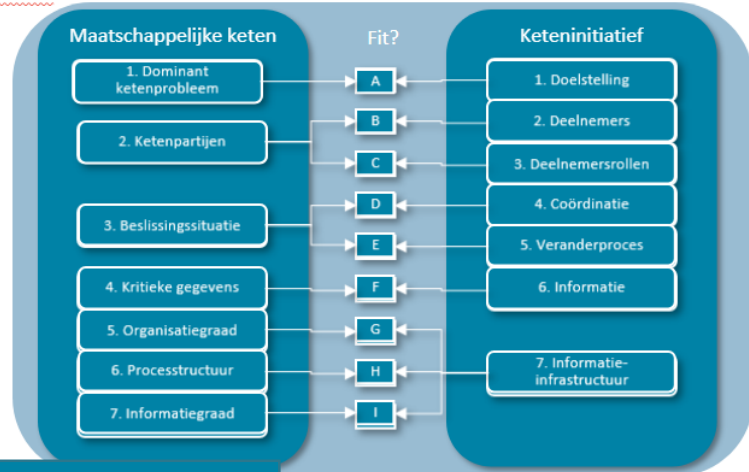 Maatschappelijke keten
Fit?
Keteninitiatief
1. Dominant
ketenprobleem
A
1. Doelstelling
2. Ketenpartijen
B
2. Deelnemers
C
3. Deelnemersrollen
3. Beslissingssituatie
D
4. Coördinatie
E
5. Veranderproces
4. Kritieke gegevens
F
6. Informatie
5. Organisatiegraad
G
6. Processtructuur
H
7. Informatie-
infrastructuur
7. Informatiegraad
I